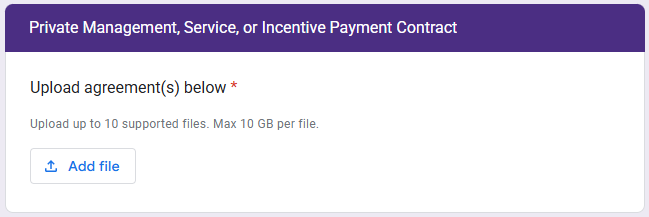 Private Management, Service, or Incentive Payment Contract
Upload agreement(s) below *
Upload up to 10 supported files. Max 10 GB per file.
Add file